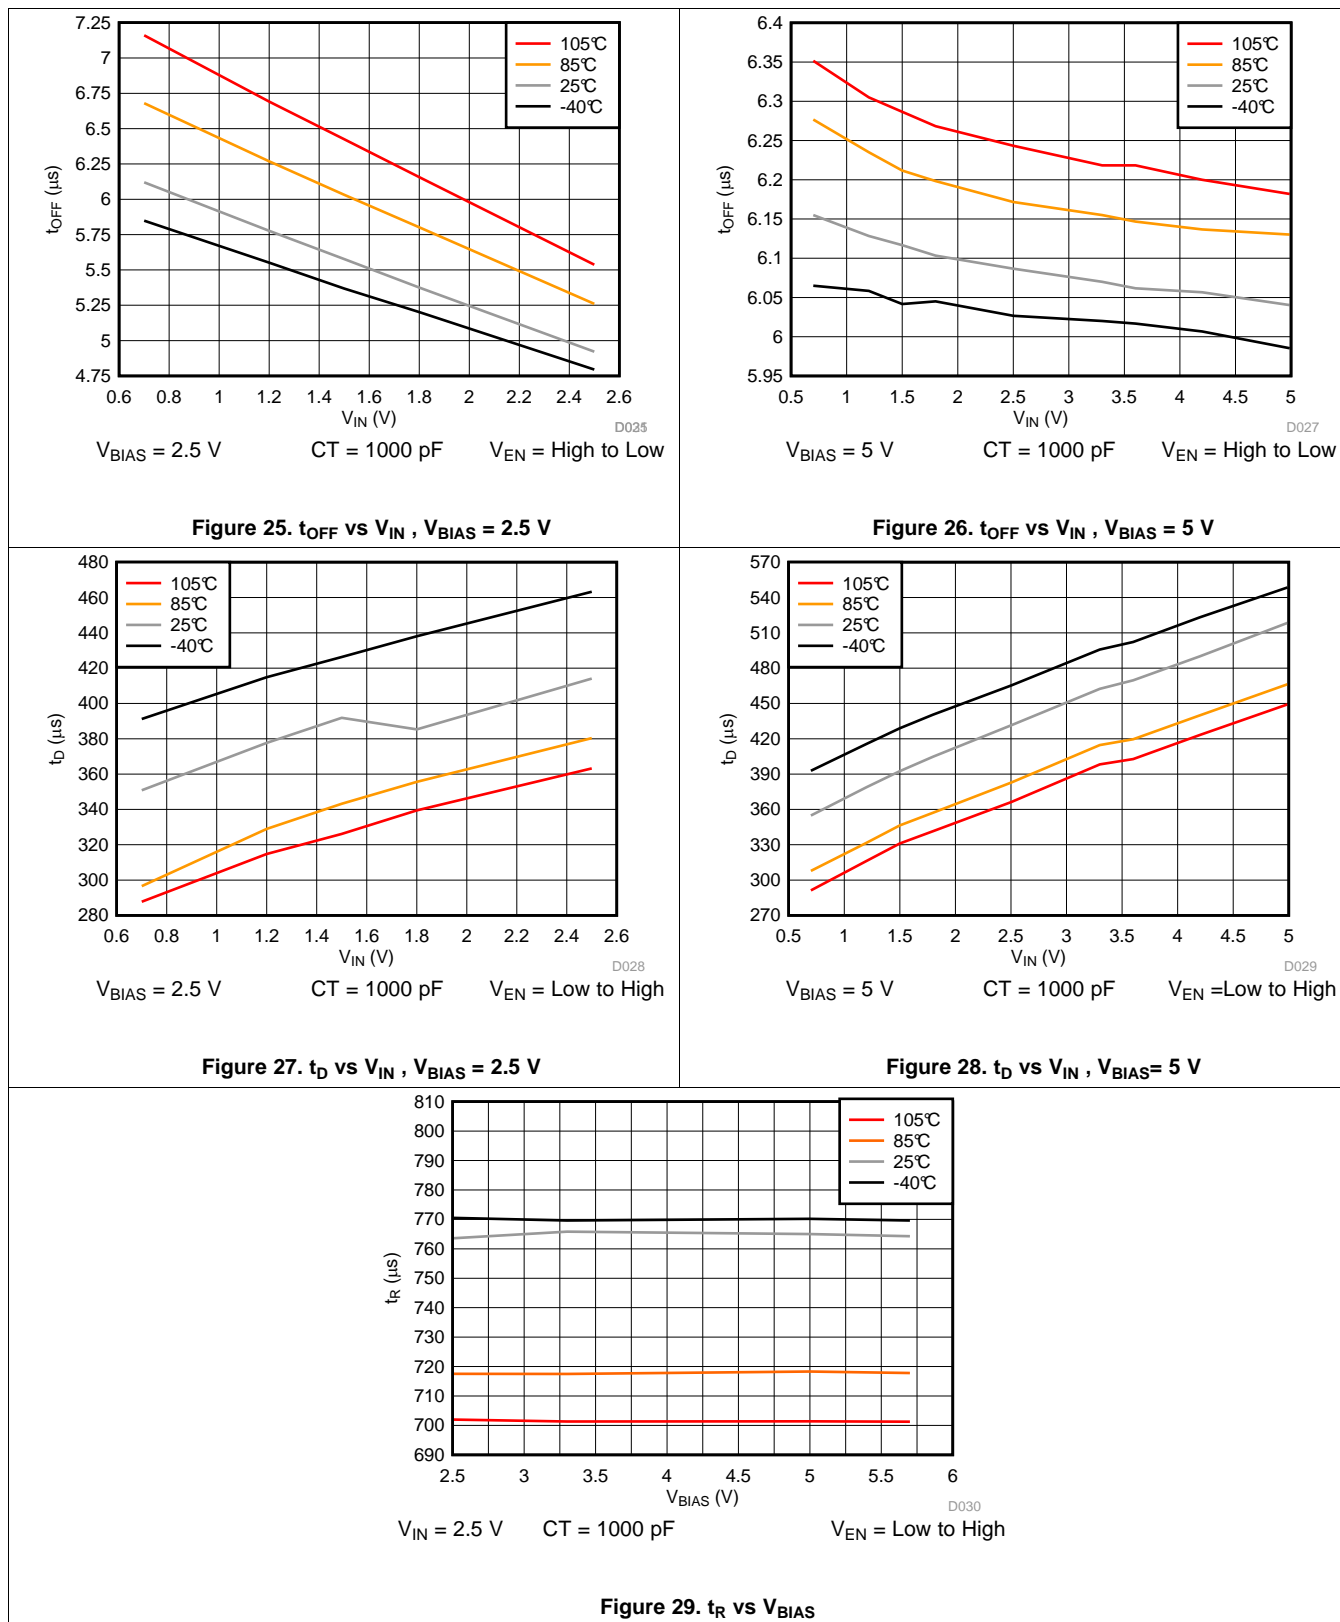 7.25
7
6.75
6.5
6.25
6
5.75
5.5
5.25
5
4.75
tOFF (μs)
105°C
85°C
25°C
-40°C
0.6 0.8 1 1.2 1.4 1.6 1.8 2 2.2 2.4 2.6
VIN (V)
VBIAS = 2.5 V CT = 1000 pF VEN = High to Low
Figure 25. tOFF vs VIN , VBIAS = 2.5 V
6.4
6.35
6.3
6.25
6.2
6.15
6.1
6.05
6
5.95
tOFF (μs)
105°C
85°C
25°C
-40°C
0.5 1 1.5 2 2.5 3 3.5 4 4.5 5
VIN (V)
D027
VBIAS = 5 V CT = 1000 pF VEN = High to Low
Figure 26. tOFF vs VIN , VBIAS = 5 V
480
460
440
420
400
380
360
340
320
300
280
tD (μs)
105°C
85°C
25°C
-40°C
0.6 0.8 1 1.2 1.4 1.6 1.8 2 2.2 2.4 2.6
VIN (V)
D028
VBIAS = 2.5 V CT = 1000 pF VEN = Low to High
Figure 27. tD vs VIN , VBIAS = 2.5 V
570
540
510
480
450
420
390
360
330
300
270
tD (μs)
105°C
85°C
25°C
-40°C
0.5 1 1.5 2 2.5 3 3.5 4 4.5 5
VIN (V)
D029
VBIAS = 5 V CT = 1000 pF VEN =Low to High
Figure 28. tD vs VIN , VBIAS= 5 V
810
800
790
780
770
760
750
740
730
720
710
700
690
tR (μs)
105°C
85°C
25°C
-40°C
2.5 3 3.5 4 4.5 5 5.5 6
VBIAS (V)
D030
VIN = 2.5 V CT = 1000 pF VEN = Low to High
Figure 29. tR vs VBIAS